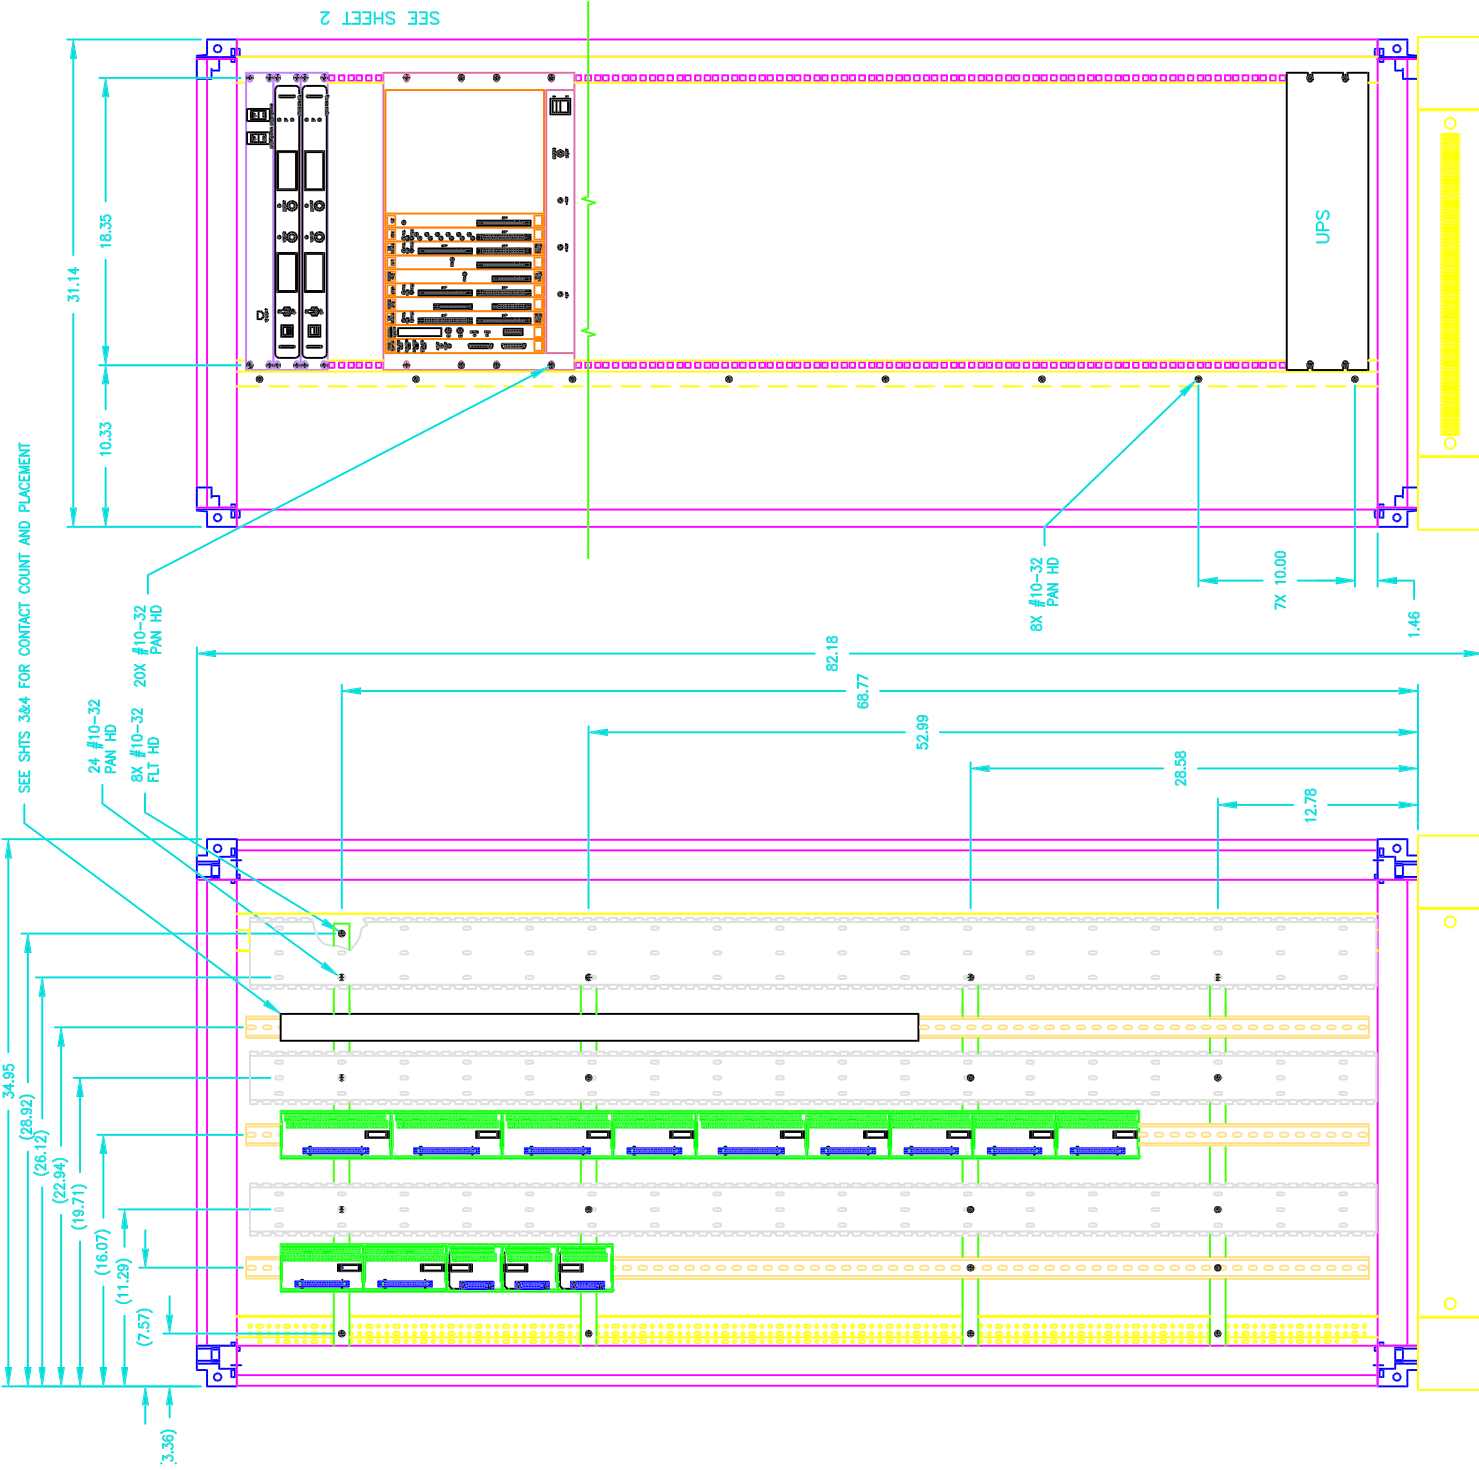 SEE SHEET 2
31.14
18.35
10.33
UPS
SEE SHTS 3&4 FOR CONTACT COUNT AND PLACEMENT
20X #10-32
PAN HD
8X #10-32
FLT HD
24 #10-32
PAN HD
8X #10-32
PAN HD
7X 10.00
1.46
82.18
68.77
52.99
28.58
12.78
34.95
(28.92)
(26.12)
(22.94)
(19.71)
(16.07)
(11.29)
(7.57)
3.36)